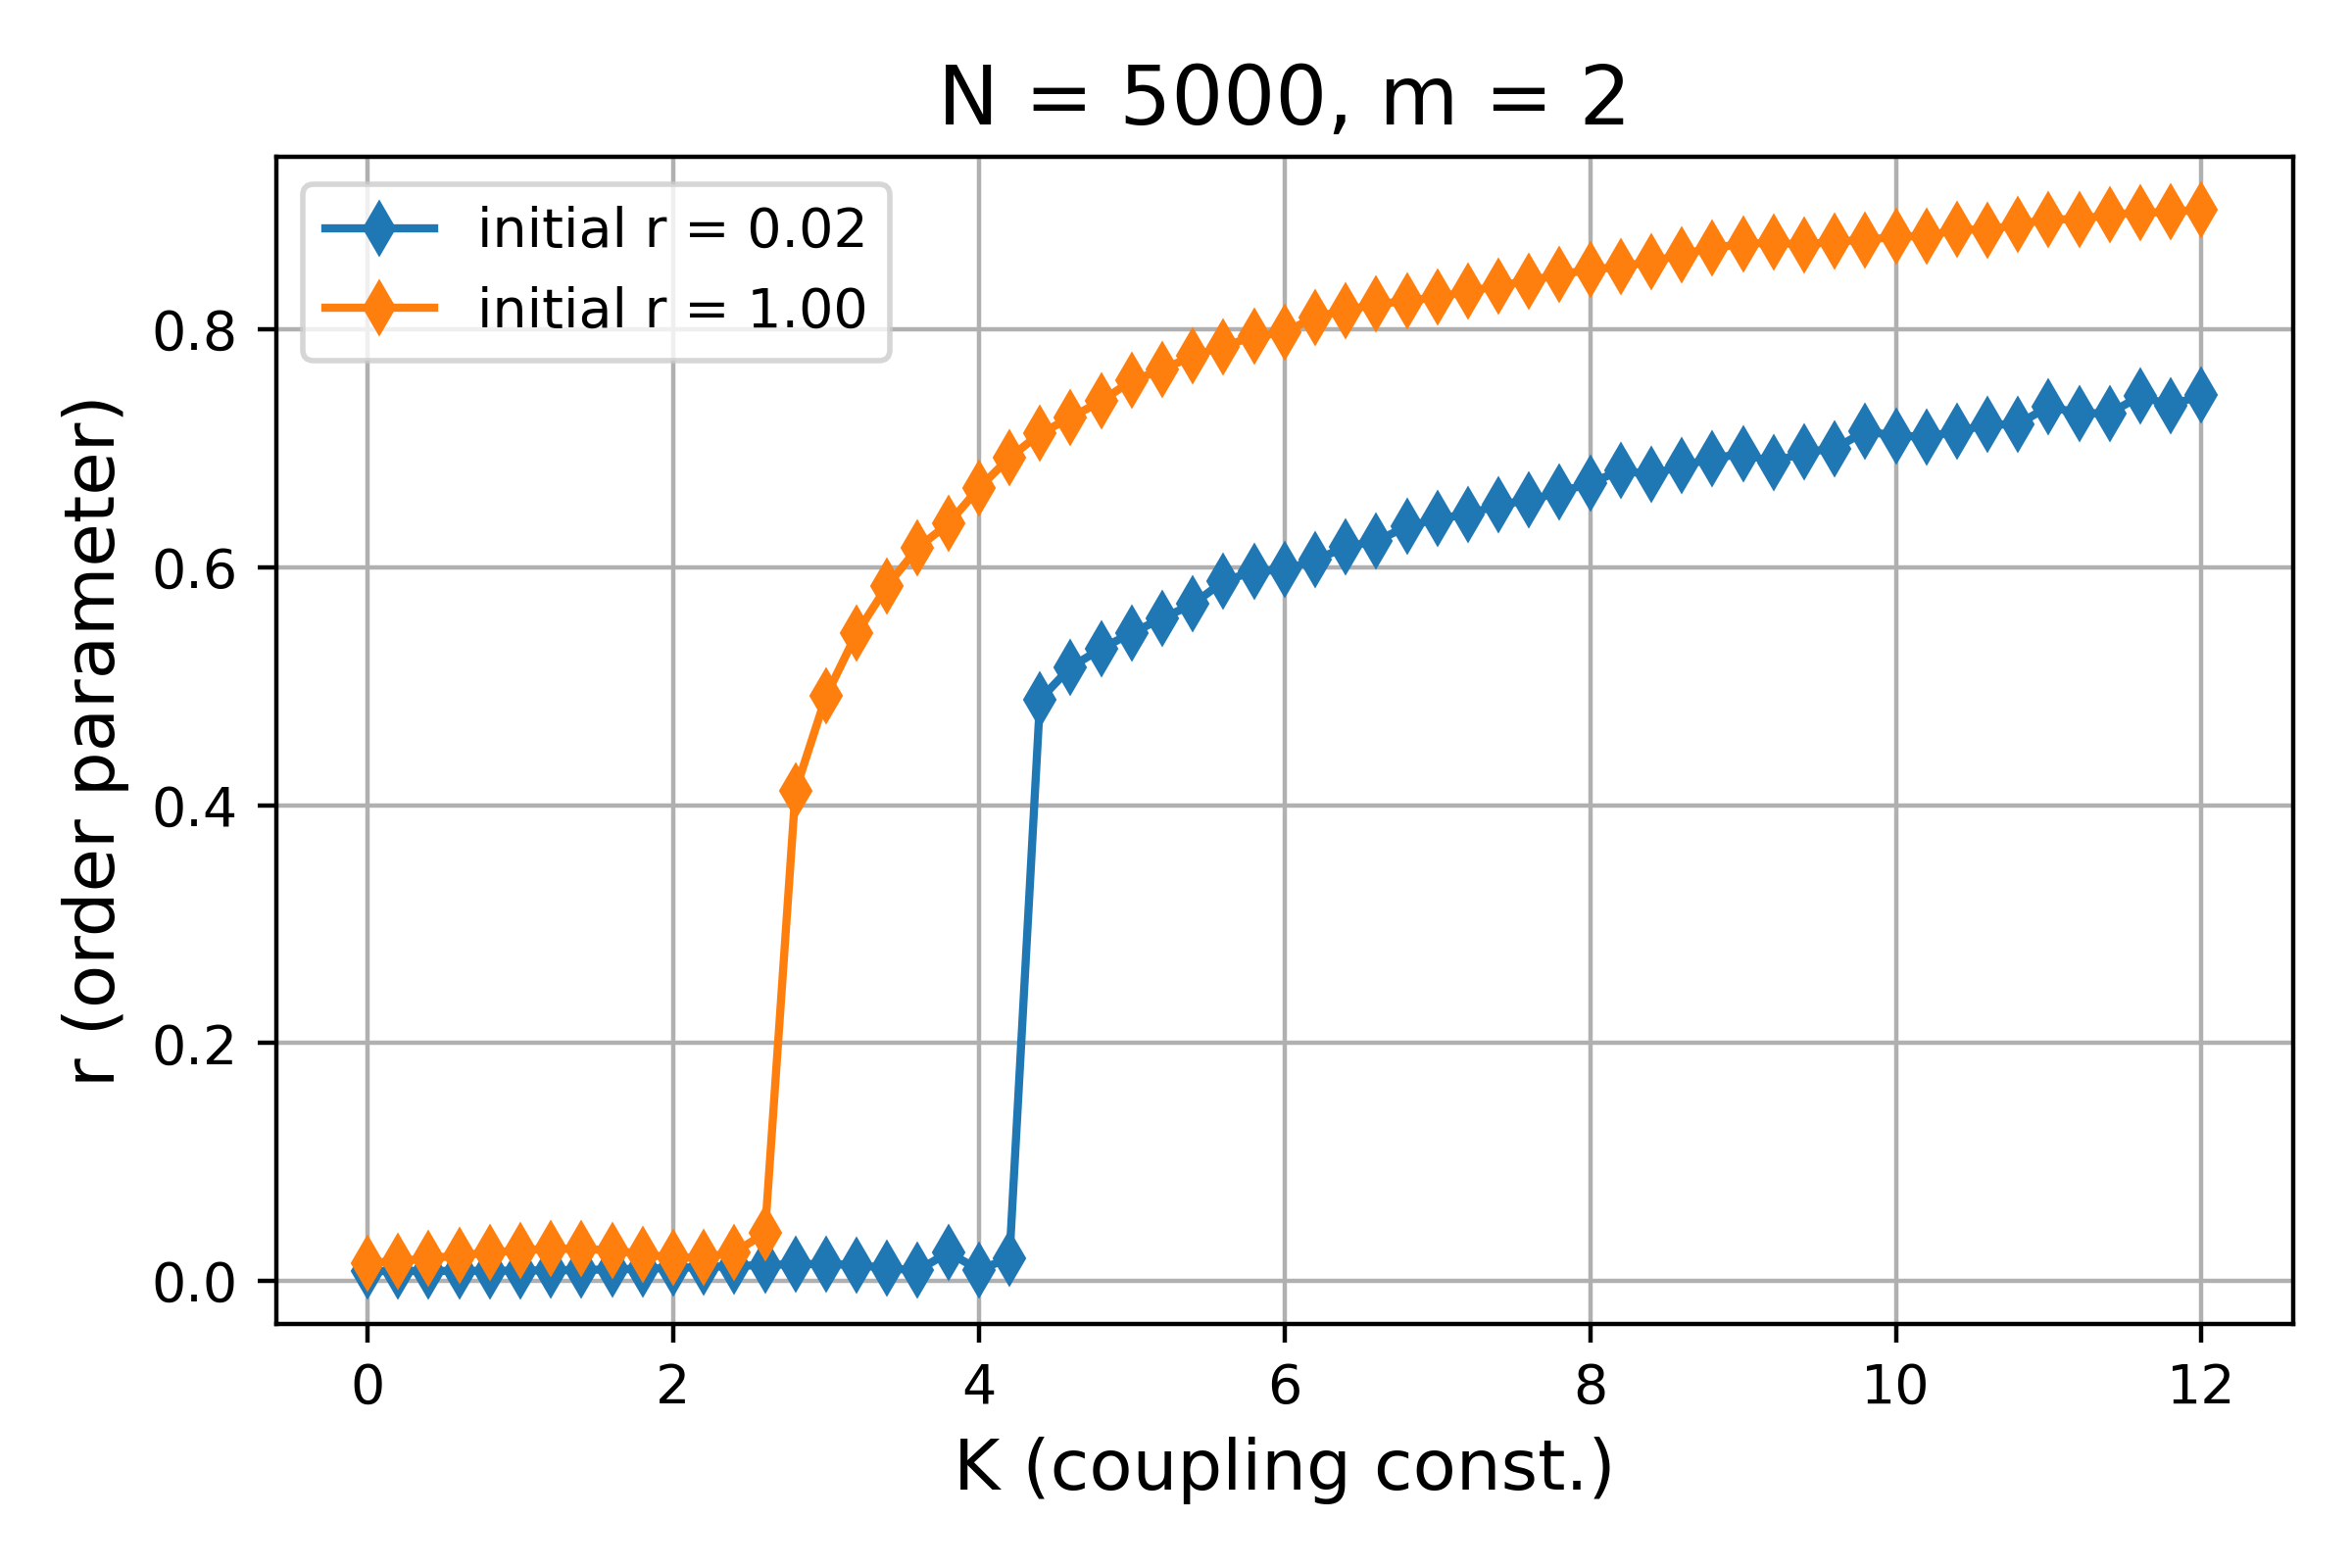 N = 5000, m = 2
initial r = 0.02
initial r = 1.00
r (order parameter)
0.8
0.6
0.4
0.2
0.0
0 2 4 6 8 10 12
K (coupling const.)